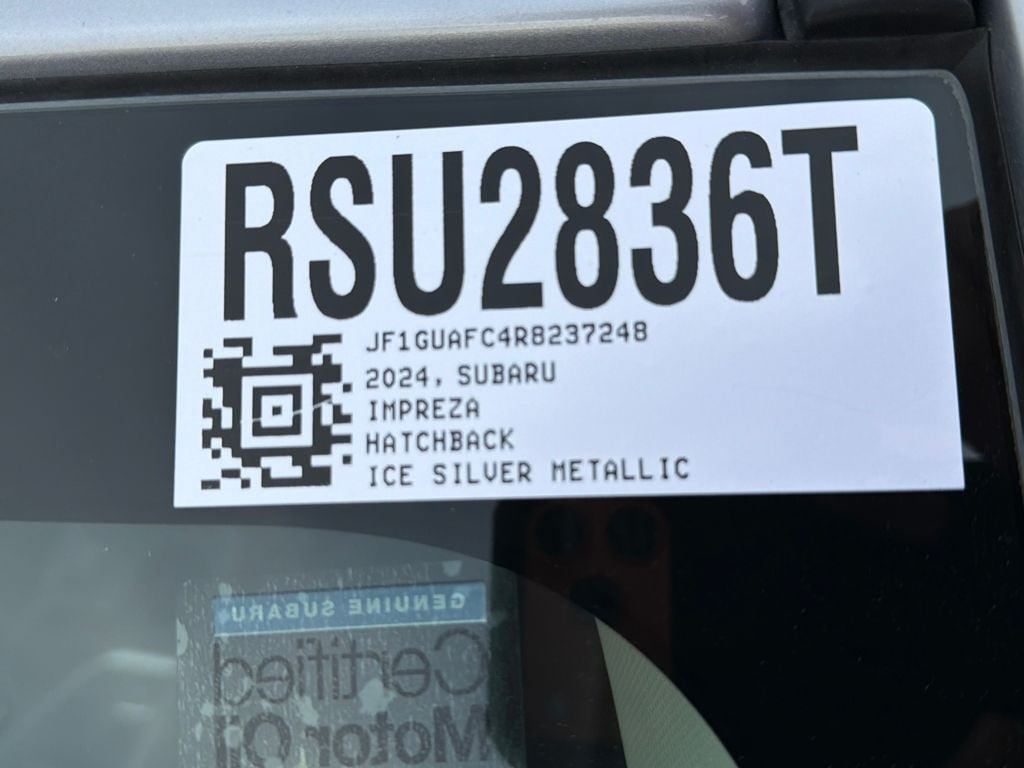 RSU2836T
JF1GUAFC4R8237248
2024, SUBARU
IMPREZA
HATCHBACK
ICE SILVER METALLIC
GENUINE SUBARU
Certified
Motor Oil